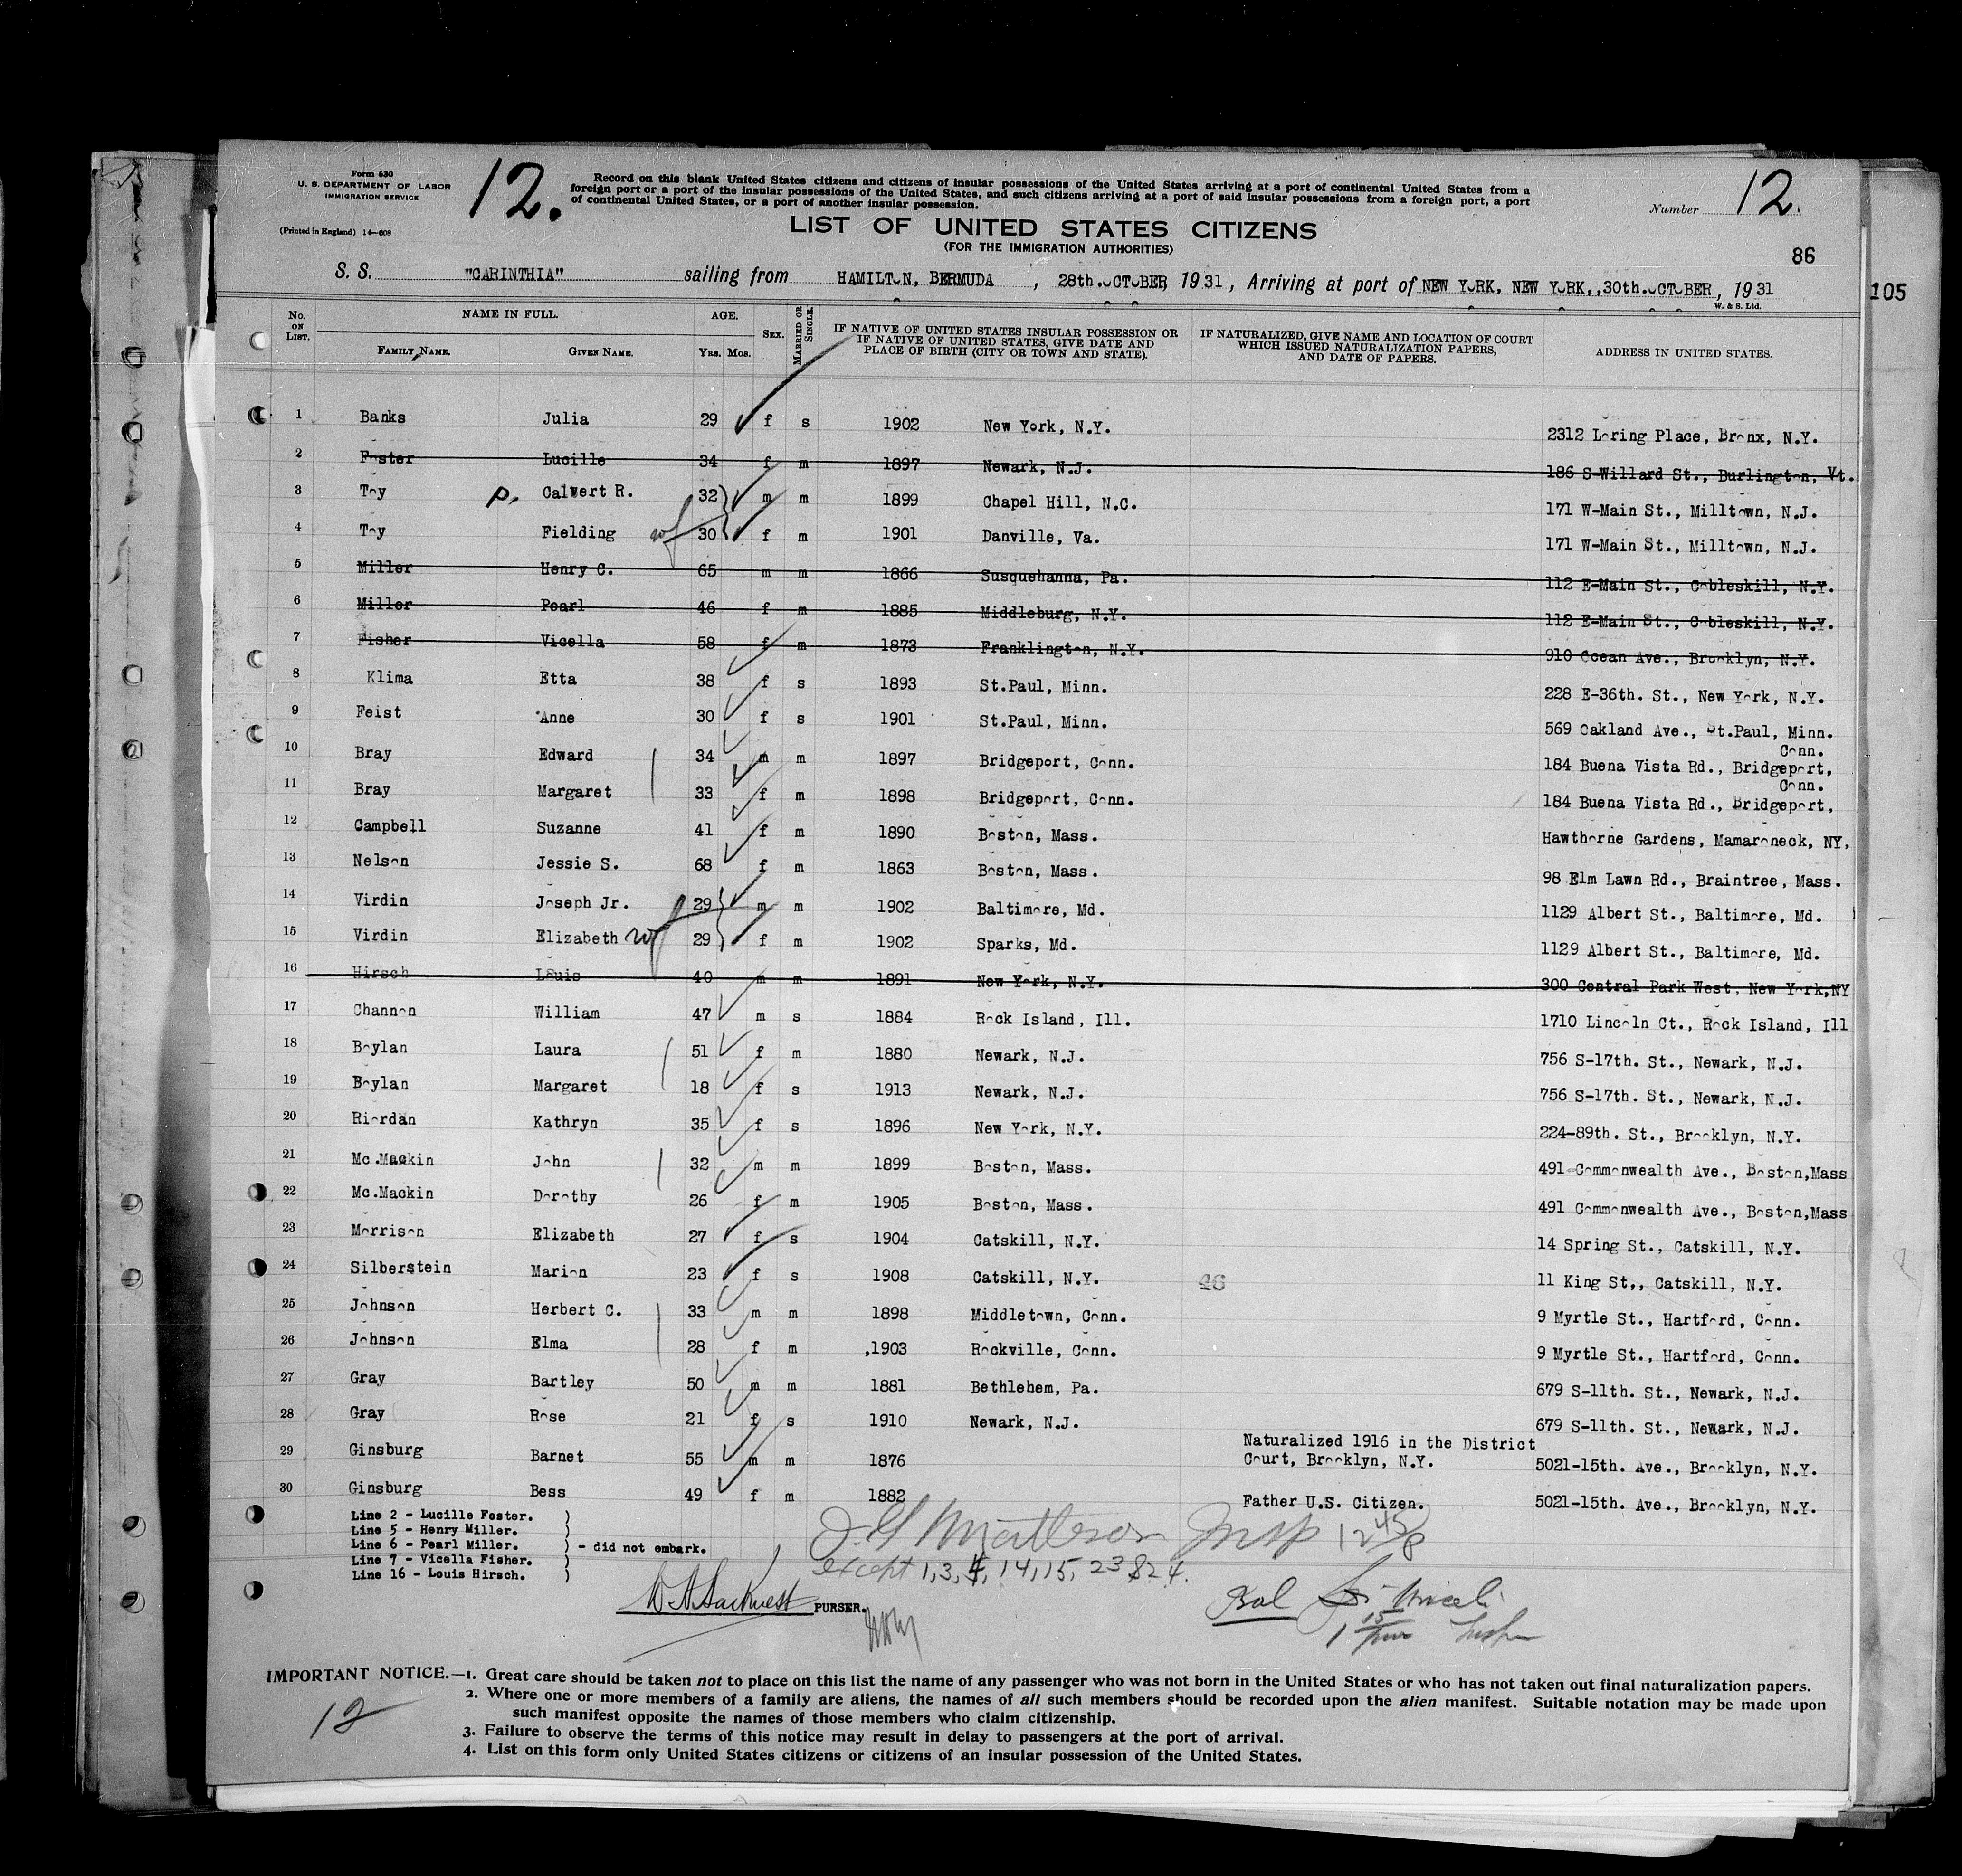 Form 630
U. S. DEPARTMENT OF LABOR
IMMIGRATION SERVICE
(Printed in England) 14—608
12.
Record on this blank United States citizens and citizens of insular possessions of the United States arriving at a port of continental United States from a
foreign port or a port of the insular possessions of the United States, and such citizens arriving at a port of said insular possessions from a foreign port, a port
of continental United States, or a port of another insular possession.
LIST OF UNITED STATES CITIZENS
(FOR THE IMMIGRATION AUTHORITIES)
Number 12.
86
105
S. S. "CARINTHIA" sailing from HAMILTON, BERMUDA, 28th.OCTOBER, 1931, Arriving at port of NEW YORK, NEW YORK,,30th.OCTOBER, 1931
W. & S. Ltd.
No. ON LIST. NAME IN FULL. AGE. SEX. MARRIED OR SINGLE. IF NATIVE OF UNITED STATES INSULAR POSSESSION OR IF NATIVE OF UNITED STATES, GIVE DATE AND PLACE OF BIRTH (CITY OR TOWN AND STATE). IF NATURALIZED, GIVE NAME AND LOCATION OF COURT WHICH ISSUED NATURALIZATION PAPERS, AND DATE OF PAPERS. ADDRESS IN UNITED STATES.
FAMILY NAME. GIVEN NAME. YRS. MOS.
1 Banks Julia 29 f s 1902 New York, N.Y. 2312 Loring Place, Bronx, N.Y.
2 Foster Lucille 34 f m 1897 Newark, N.J. 186 S-Willard St., Burlington, Vt.
3 Toy p. Calvert R. 32 m m 1899 Chapel Hill, N.C. 171 W-Main St., Milltown, N.J.
4 Toy Fielding wf 30 f m 1901 Danville, Va. 171 W-Main St., Milltown, N.J.
5 Miller Henry C. 65 m m 1866 Susquehanna, Pa. 112 E-Main St., Cobleskill, N.Y.
6 Miller Pearl 46 f m 1885 Middleburg, N.Y. 112 E-Main St., Cobleskill, N.Y.
7 Fisher Vicella 58 f m 1873 Franklington, N.Y. 910 Ocean Ave., Brooklyn, N.Y.
8 Klima Etta 38 f s 1893 St.Paul, Minn. 228 E-36th. St., New York, N.Y.
9 Feist Anne 30 f s 1901 St.Paul, Minn. 569 Oakland Ave., St.Paul, Minn.
10 Bray Edward 34 m m 1897 Bridgeport, Conn. 184 Buena Vista Rd., Bridgeport, Conn.
11 Bray Margaret 33 f m 1898 Bridgeport, Conn. 184 Buena Vista Rd., Bridgeport, Conn.
12 Campbell Suzanne 41 f m 1890 Boston, Mass. Hawthorne Gardens, Mamaroneck, NY,
13 Nelson Jessie S. 68 f m 1863 Boston, Mass. 98 Elm Lawn Rd., Braintree, Mass.
14 Virdin Joseph Jr. 29 m m 1902 Baltimore, Md. 1129 Albert St., Baltimore, Md.
15 Virdin Elizabeth wf 29 f m 1902 Sparks, Md. 1129 Albert St., Baltimore, Md.
16 Hirsch Louis 40 m m 1891 New York, N.Y. 300 Central Park West, New York,NY
17 Channon William 47 m s 1884 Rock Island, Ill. 1710 Lincoln Ct., Rock Island, Ill
18 Boylan Laura 51 f m 1880 Newark, N.J. 756 S-17th. St., Newark, N.J.
19 Boylan Margaret 18 f s 1913 Newark, N.J. 756 S-17th. St., Newark, N.J.
20 Riordan Kathryn 35 f s 1896 New York, N.Y. 224-89th. St., Brooklyn, N.Y.
21 Mc.Mackin John 32 m m 1899 Boston, Mass. 491 Commonwealth Ave., Boston,Mass
22 Mc.Mackin Dorothy 26 f m 1905 Boston, Mass. 491 Commonwealth Ave., Boston,Mass
23 Morrison Elizabeth 27 f s 1904 Catskill, N.Y. 14 Spring St., Catskill, N.Y.
24 Silberstein Marion 23 f s 1908 Catskill, N.Y. 11 King St,, Catskill, N.Y.
25 Johnson Herbert C. 33 m m 1898 Middletown, Conn. 9 Myrtle St., Hartford, Conn.
26 Johnson Elma 28 f m ,1903 Rockville, Conn. 9 Myrtle St., Hartford, Conn.
27 Gray Bartley 50 m m 1881 Bethlehem, Pa. 679 S-11th. St., Newark, N.J.
28 Gray Rose 21 f s 1910 Newark, N.J. 679 S-11th. St., Newark, N.J.
29 Ginsburg Barnet 55 m m 1876 Naturalized 1916 in the District Court, Brooklyn, N.Y. 5021-15th. Ave., Brooklyn, N.Y.
30 Ginsburg Bess 49 f m 1882 Father U.S. Citizen. 5021-15th. Ave., Brooklyn, N.Y.
Line 2 - Lucille Foster.
Line 5 - Henry Miller.
Line 6 - Pearl Miller. - did not embark.
Line 7 - Vicella Fisher.
Line 16 - Louis Hirsch.
Matteson Insp
except 1, 3, 4, 14, 15, 23 & 24.
PURSER.
Bal
IMPORTANT NOTICE.—1. Great care should be taken not to place on this list the name of any passenger who was not born in the United States or who has not taken out final naturalization papers.
2. Where one or more members of a family are aliens, the names of all such members should be recorded upon the alien manifest. Suitable notation may be made upon
such manifest opposite the names of those members who claim citizenship.
3. Failure to observe the terms of this notice may result in delay to passengers at the port of arrival.
4. List on this form only United States citizens or citizens of an insular possession of the United States.
12